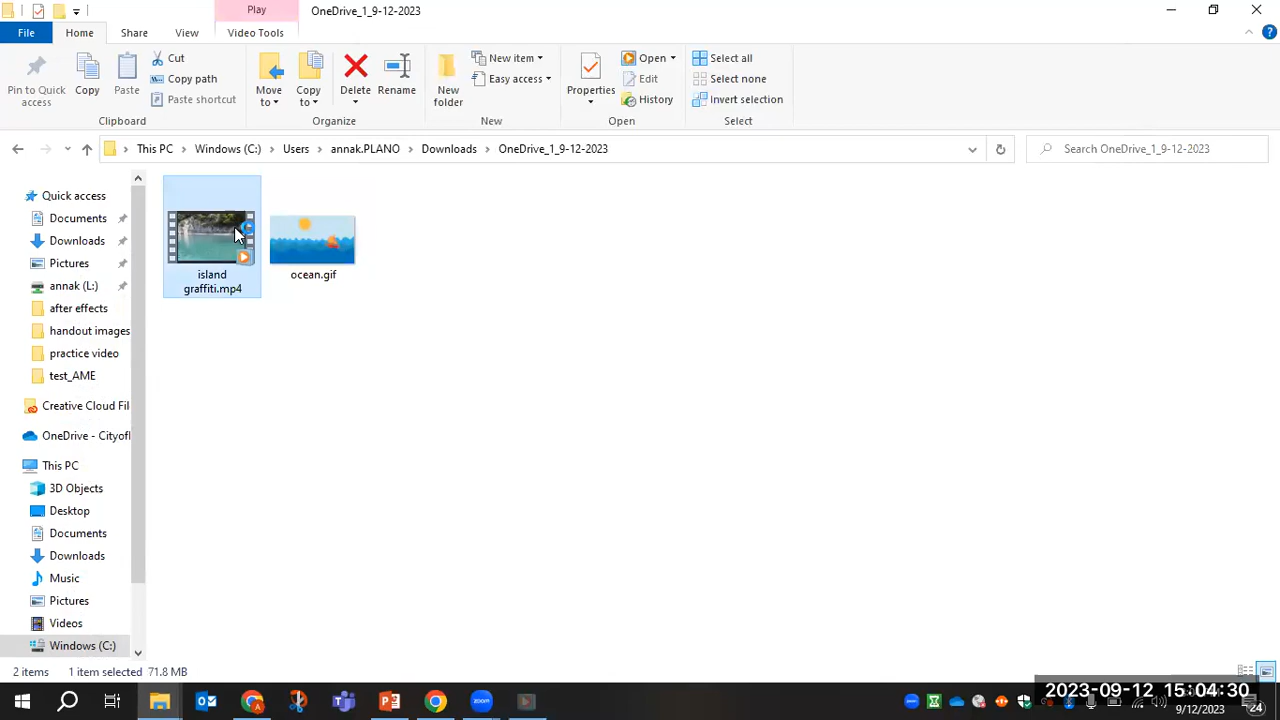 Play
OneDrive_1_9-12-2023
File
Home
Share
View
Video Tools
Pin to Quick access
Copy
Paste
Cut
Copy path
Paste shortcut
Clipboard
Move to
Copy to
Delete
Rename
Organize
New folder
New item
Easy access
New
Properties
Open
Edit
History
Open
Select all
Select none
Invert selection
Select
This PC
Windows (C:)
Users
annak.PLANO
Downloads
OneDrive_1_9-12-2023
Search OneDrive_1_9-12-2023
Quick access
Documents
Downloads
Pictures
annak (L:)
after effects
handout images
practice video
test_AME
Creative Cloud Fil
OneDrive - Cityofl
This PC
3D Objects
Desktop
Documents
Downloads
Music
Pictures
Videos
Windows (C:)
island
graffiti.mp4
ocean.gif
2 items
1 item selected
71.8 MB
2023-09-12 15:04:30
9/12/2023
24